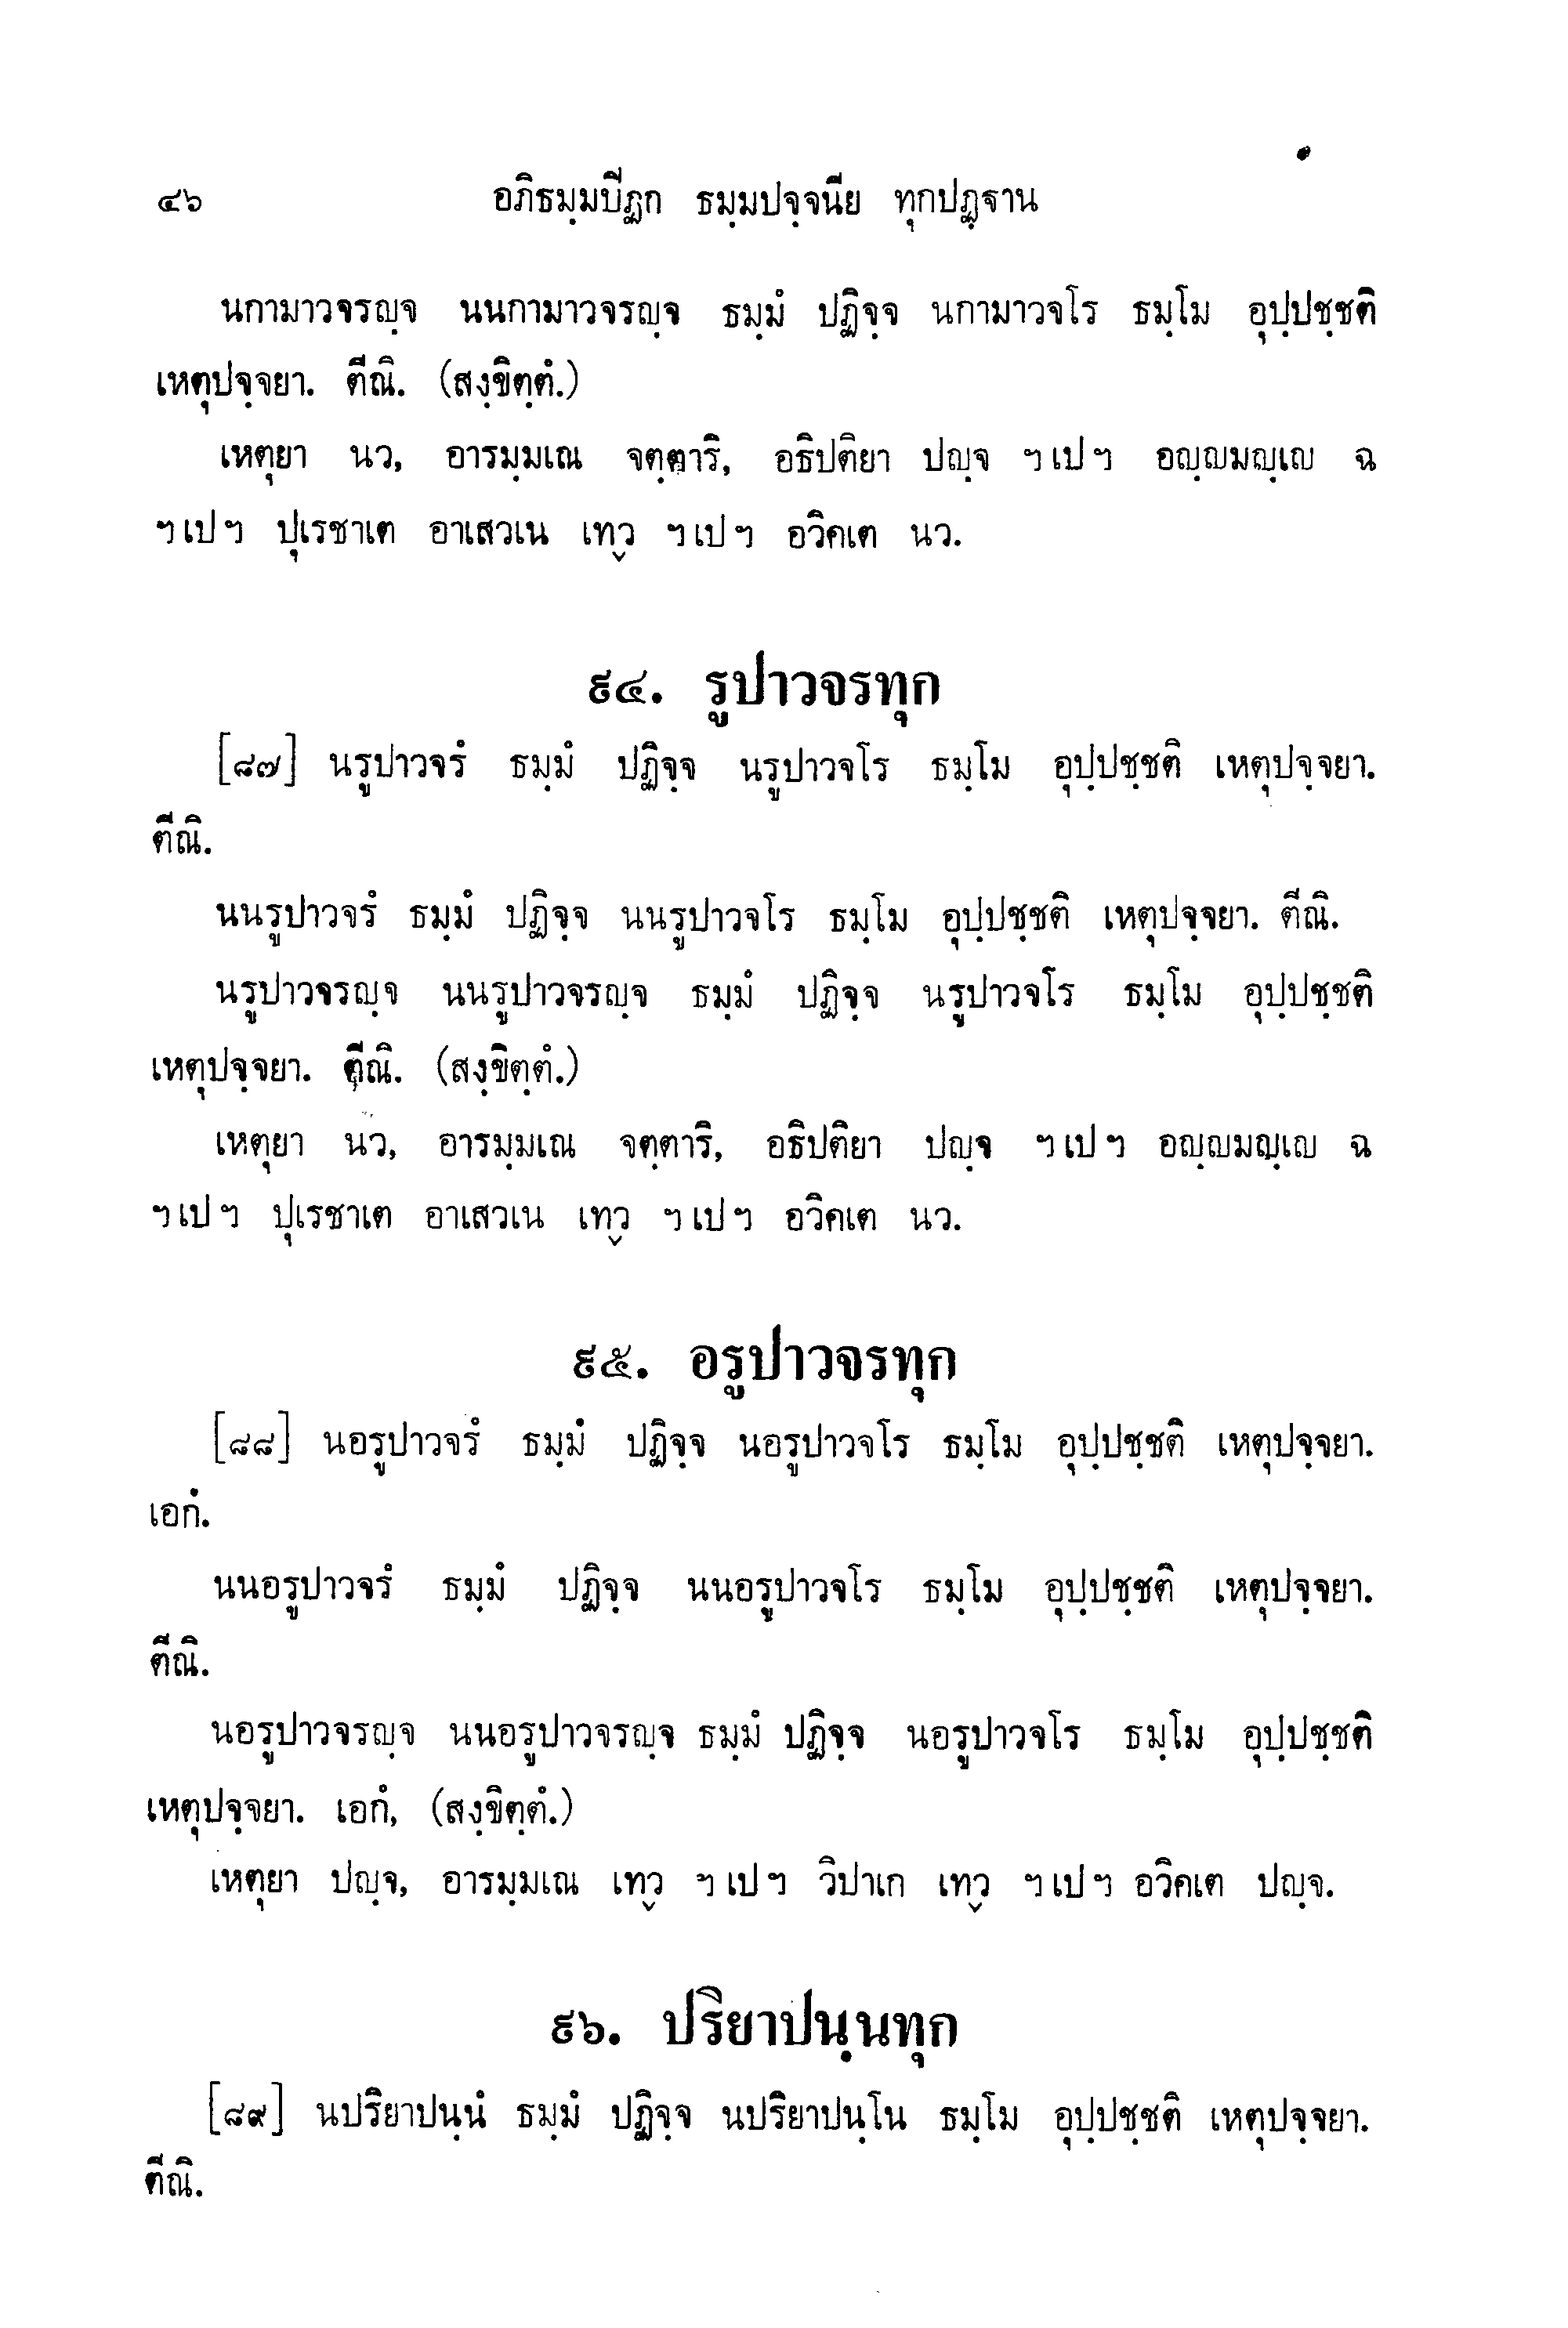 ๔๖ อภิธมฺมปีฏก ธมฺมปจฺจนีย ทุกปฏฺฐาน
นกามาวจรญฺจ นนกามาวจรญฺจ ธมฺมํ ปฏิจฺจ นกามาวจโร ธมฺโม อุปฺปชฺชติ
เหตุปจฺจยา. ตีณิ. (สงฺขิตฺตํ.)
เหตุยา นว, อารมฺมเณ จตฺตาริ, อธิปติยา ปญฺจ ฯเปฯ อญฺญมญฺเญ ฉ
ฯเปฯ ปุเรชาเต อาเสวเน เทฺว ฯเปฯ อวิคเต นว.
๙๔. รูปาวจรทุก
[๘๗] นรูปาวจรํ ธมฺมํ ปฏิจฺจ นรูปาวจโร ธมฺโม อุปฺปชฺชติ เหตุปจฺจยา.
ตีณิ.
นนรูปาวจรํ ธมฺมํ ปฏิจฺจ นนรูปาวจโร ธมฺโม อุปฺปชฺชติ เหตุปจฺจยา. ตีณิ.
นรูปาวจรญฺจ นนรูปาวจรญฺจ ธมฺมํ ปฏิจฺจ นรูปาวจโร ธมฺโม อุปฺปชฺชติ
เหตุปจฺจยา. ตีณิ. (สงฺขิตฺตํ.)
เหตุยา นว, อารมฺมเณ จตฺตาริ, อธิปติยา ปญฺจ ฯเปฯ อญฺญมญฺเญ ฉ
ฯเปฯ ปุเรชาเต อาเสวเน เทฺว ฯเปฯ อวิคเต นว.
๙๕. อรูปาวจรทุก
[๘๘] นอรูปาวจรํ ธมฺมํ ปฏิจฺจ นอรูปาวจโร ธมฺโม อุปฺปชฺชติ เหตุปจฺจยา.
เอกํ.
นนอรูปาวจรํ ธมฺมํ ปฏิจฺจ นนอรูปาวจโร ธมฺโม อุปฺปชฺชติ เหตุปจฺจยา.
ตีณิ.
นอรูปาวจรญฺจ นนอรูปาวจรญฺจ ธมฺมํ ปฏิจฺจ นอรูปาวจโร ธมฺโม อุปฺปชฺชติ
เหตุปจฺจยา. เอกํ, (สงฺขิตฺตํ.)
เหตุยา ปญฺจ, อารมฺมเณ เทฺว ฯเปฯ วิปาเก เทฺว ฯเปฯ อวิคเต ปญฺจ.
๙๖. ปริยาปนฺนทุก
[๘๙] นปริยาปนฺนํ ธมฺมํ ปฏิจฺจ นปริยาปนฺโน ธมฺโม อุปฺปชฺชติ เหตุปจฺจยา.
ตีณิ.